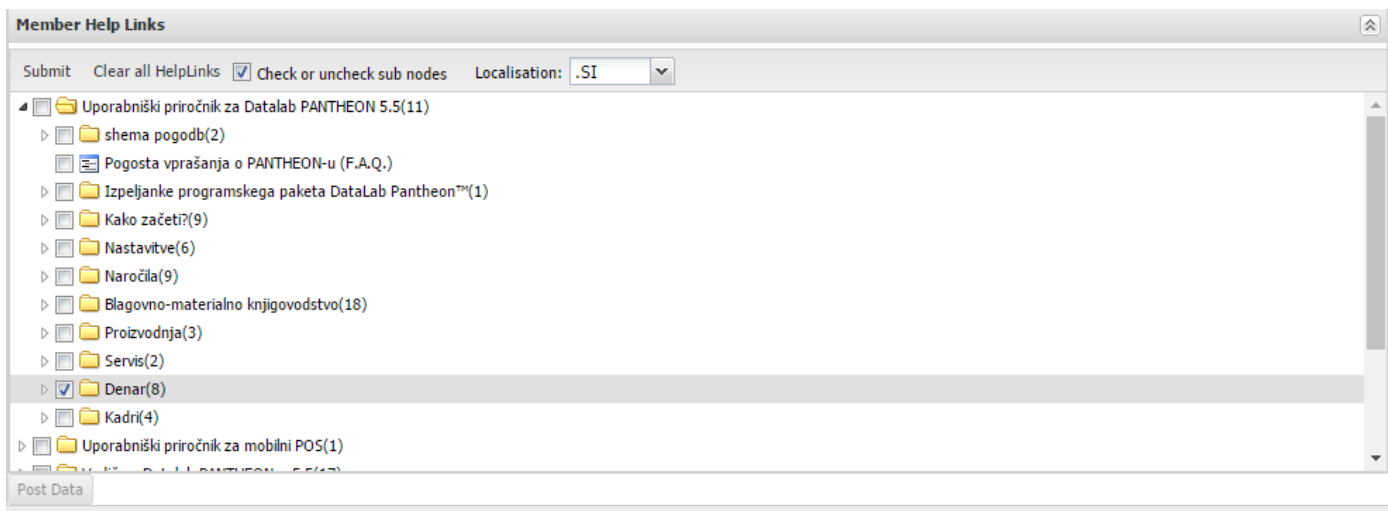 Member Help Links
Submit Clear all HelpLinks Check or uncheck sub nodes Localisation: .SI
Uporabniški priročnik za Datalab PANTHEON 5.5(11)
shema pogodb(2)
Pogosta vprašanja o PANTHEON-u (F.A.Q.)
Izpeljanke programskega paketa DataLab Pantheon™(1)
Kako začeti?(9)
Nastavitve(6)
Naročila(9)
Blagovno-materialno knjigovodstvo(18)
Proizvodnja(3)
Servis(2)
Denar(8)
Kadri(4)
Uporabniški priročnik za mobilni POS(1)
Post Data